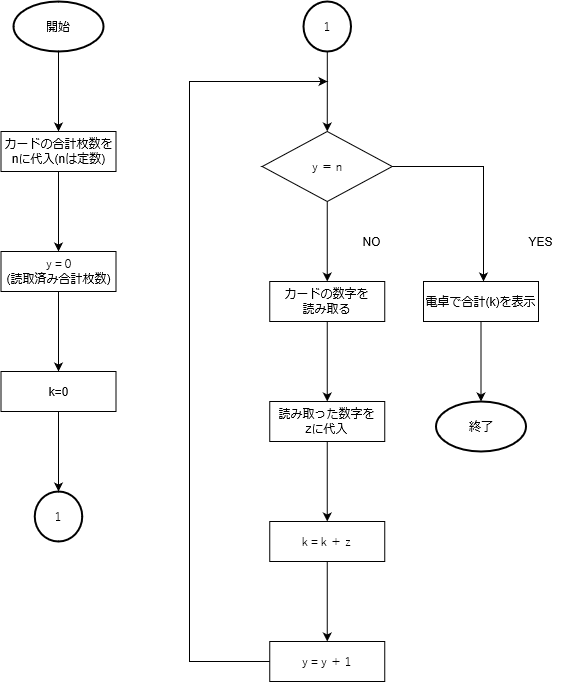 開始
カードの合計枚数を
nに代入(nは定数)
y = 0
(読取済み合計枚数)
k=0
1
1
y = n
NO
YES
カードの数字を
読み取る
電卓で合計(k)を表示
読み取った数字を
zに代入
終了
k = k + z
y = y + 1